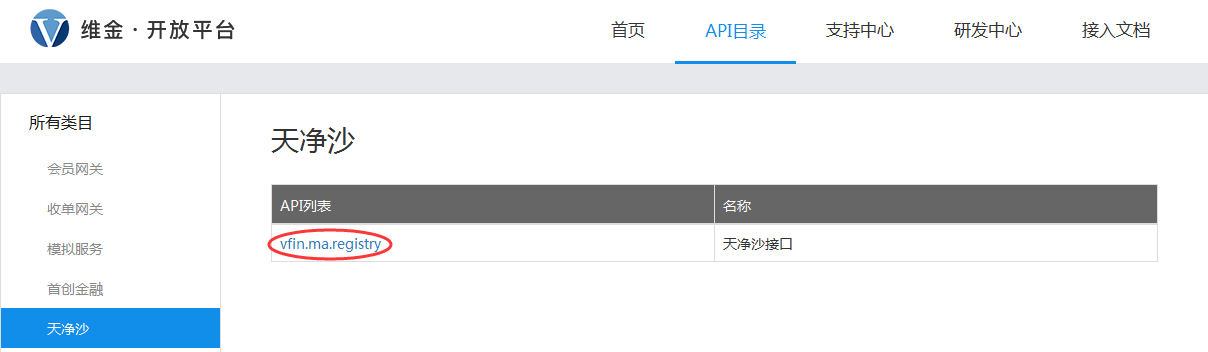 维金·开放平台
首页
API目录
支持中心
研发中心
接入文档
所有类目
会员网关
收单网关
模拟服务
首创金融
天净沙
天净沙
API列表
名称
vfin.ma.registry
天净沙接口